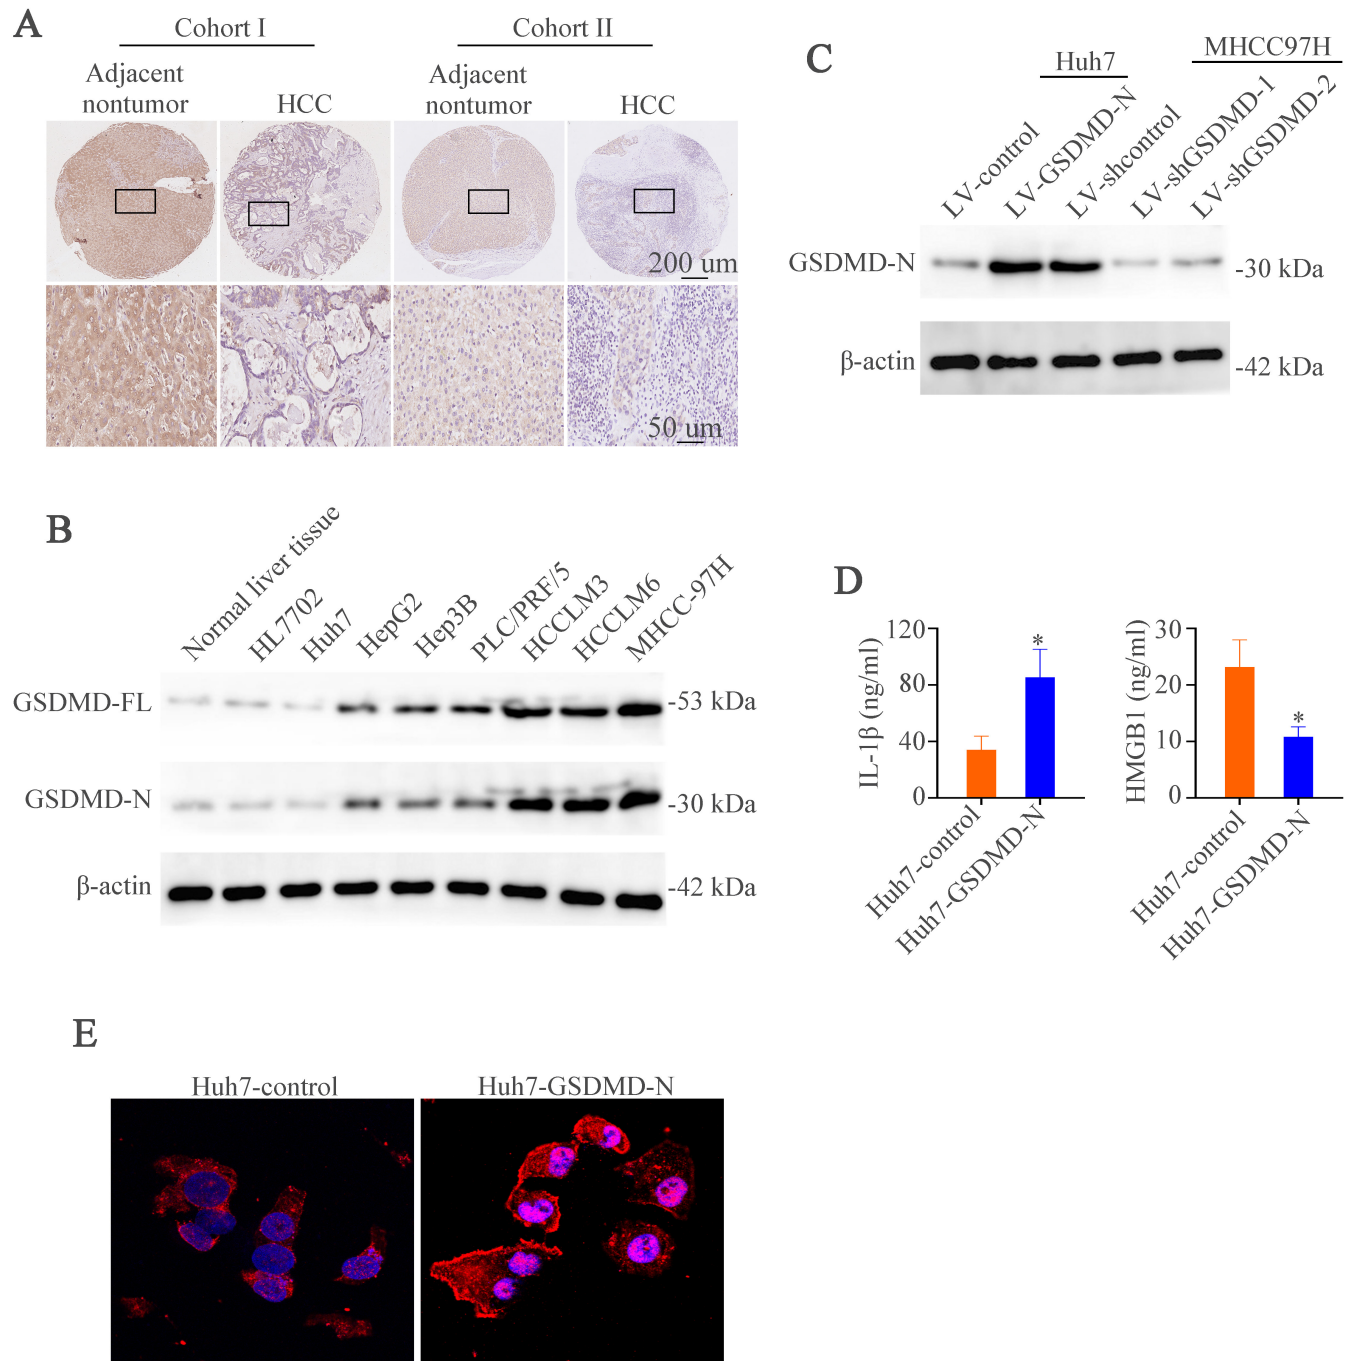 A
Cohort I
Cohort II
Adjacent
nontumor
HCC
Adjacent
nontumor
HCC
200 um
50 um
B
Normal liver tissue
HL7702
Huh7
HepG2
Hep3B
PLC/PRF/5
HCCLM3
HCCLM6
MHCC-97H
GSDMD-FL
-53 kDa
GSDMD-N
-30 kDa
β-actin
-42 kDa
C
Huh7
MHCC97H
LV-control
LV-GSDMD-N
LV-shcontrol
LV-shGSDMD-1
LV-shGSDMD-2
GSDMD-N
-30 kDa
β-actin
-42 kDa
D
IL-1β (ng/ml)
120
80
40
0
*
Huh7-control
Huh7-GSDMD-N
HMGB1 (ng/ml)
30
20
10
0
*
Huh7-control
Huh7-GSDMD-N
E
Huh7-control
Huh7-GSDMD-N